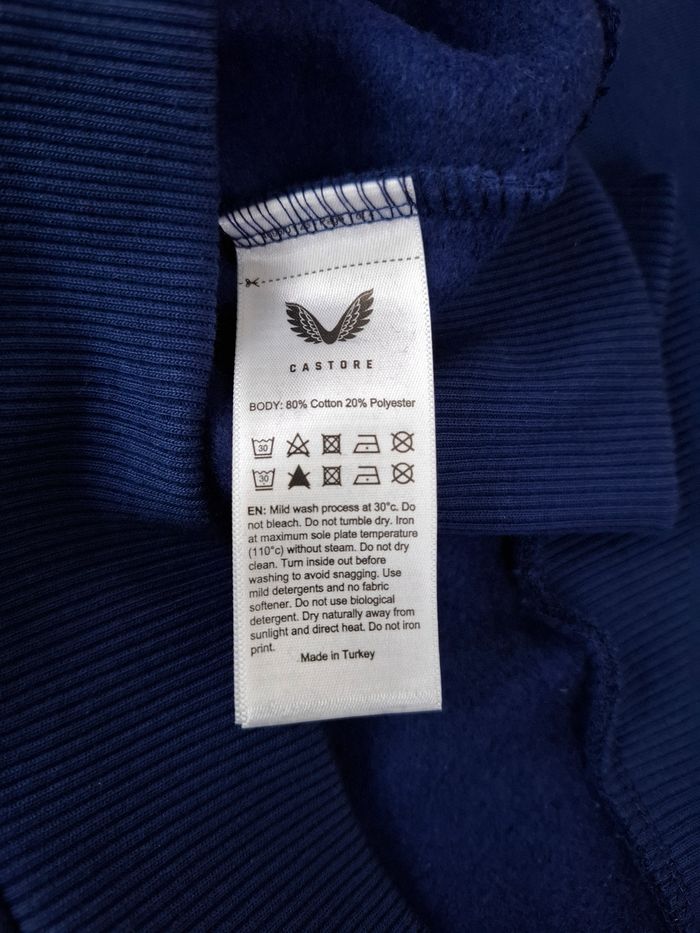 CASTORE
BODY: 80% Cotton 20% Polyester
30
30
EN: Mild wash process at 30°c. Do
not bleach. Do not tumble dry. Iron
at maximum sole plate temperature
(110°c) without steam. Do not dry
clean. Turn inside out before
washing to avoid snagging. Use
mild detergents and no fabric
softener. Do not use biological
detergent. Dry naturally away from
sunlight and direct heat. Do not iron
print.
Made in Turkey